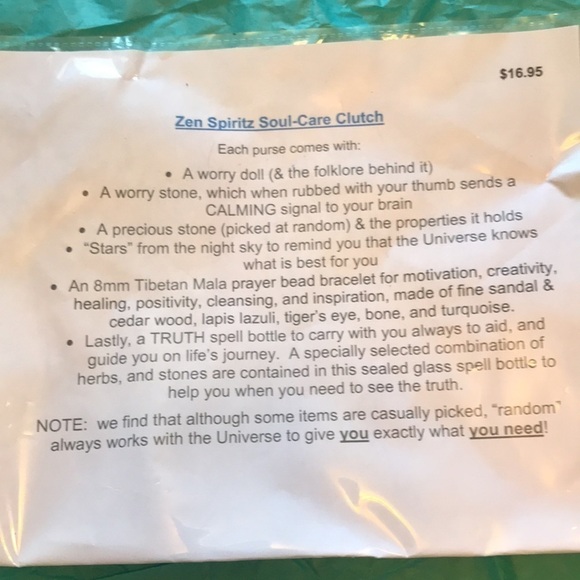 $16.95
Zen Spiritz Soul-Care Clutch
Each purse comes with:
• A worry doll (& the folklore behind it)
• A worry stone, which when rubbed with your thumb sends a
CALMING signal to your brain
• A precious stone (picked at random) & the properties it holds
• “Stars” from the night sky to remind you that the Universe knows
what is best for you
• An 8mm Tibetan Mala prayer bead bracelet for motivation, creativity,
healing, positivity, cleansing, and inspiration, made of fine sandal &
cedar wood, lapis lazuli, tiger's eye, bone, and turquoise.
• Lastly, a TRUTH spell bottle to carry with you always to aid, and
guide you on life's journey. A specially selected combination of
herbs, and stones are contained in this sealed glass spell bottle to
help you when you need to see the truth.
NOTE: we find that although some items are casually picked, “random”
always works with the Universe to give you exactly what you need!